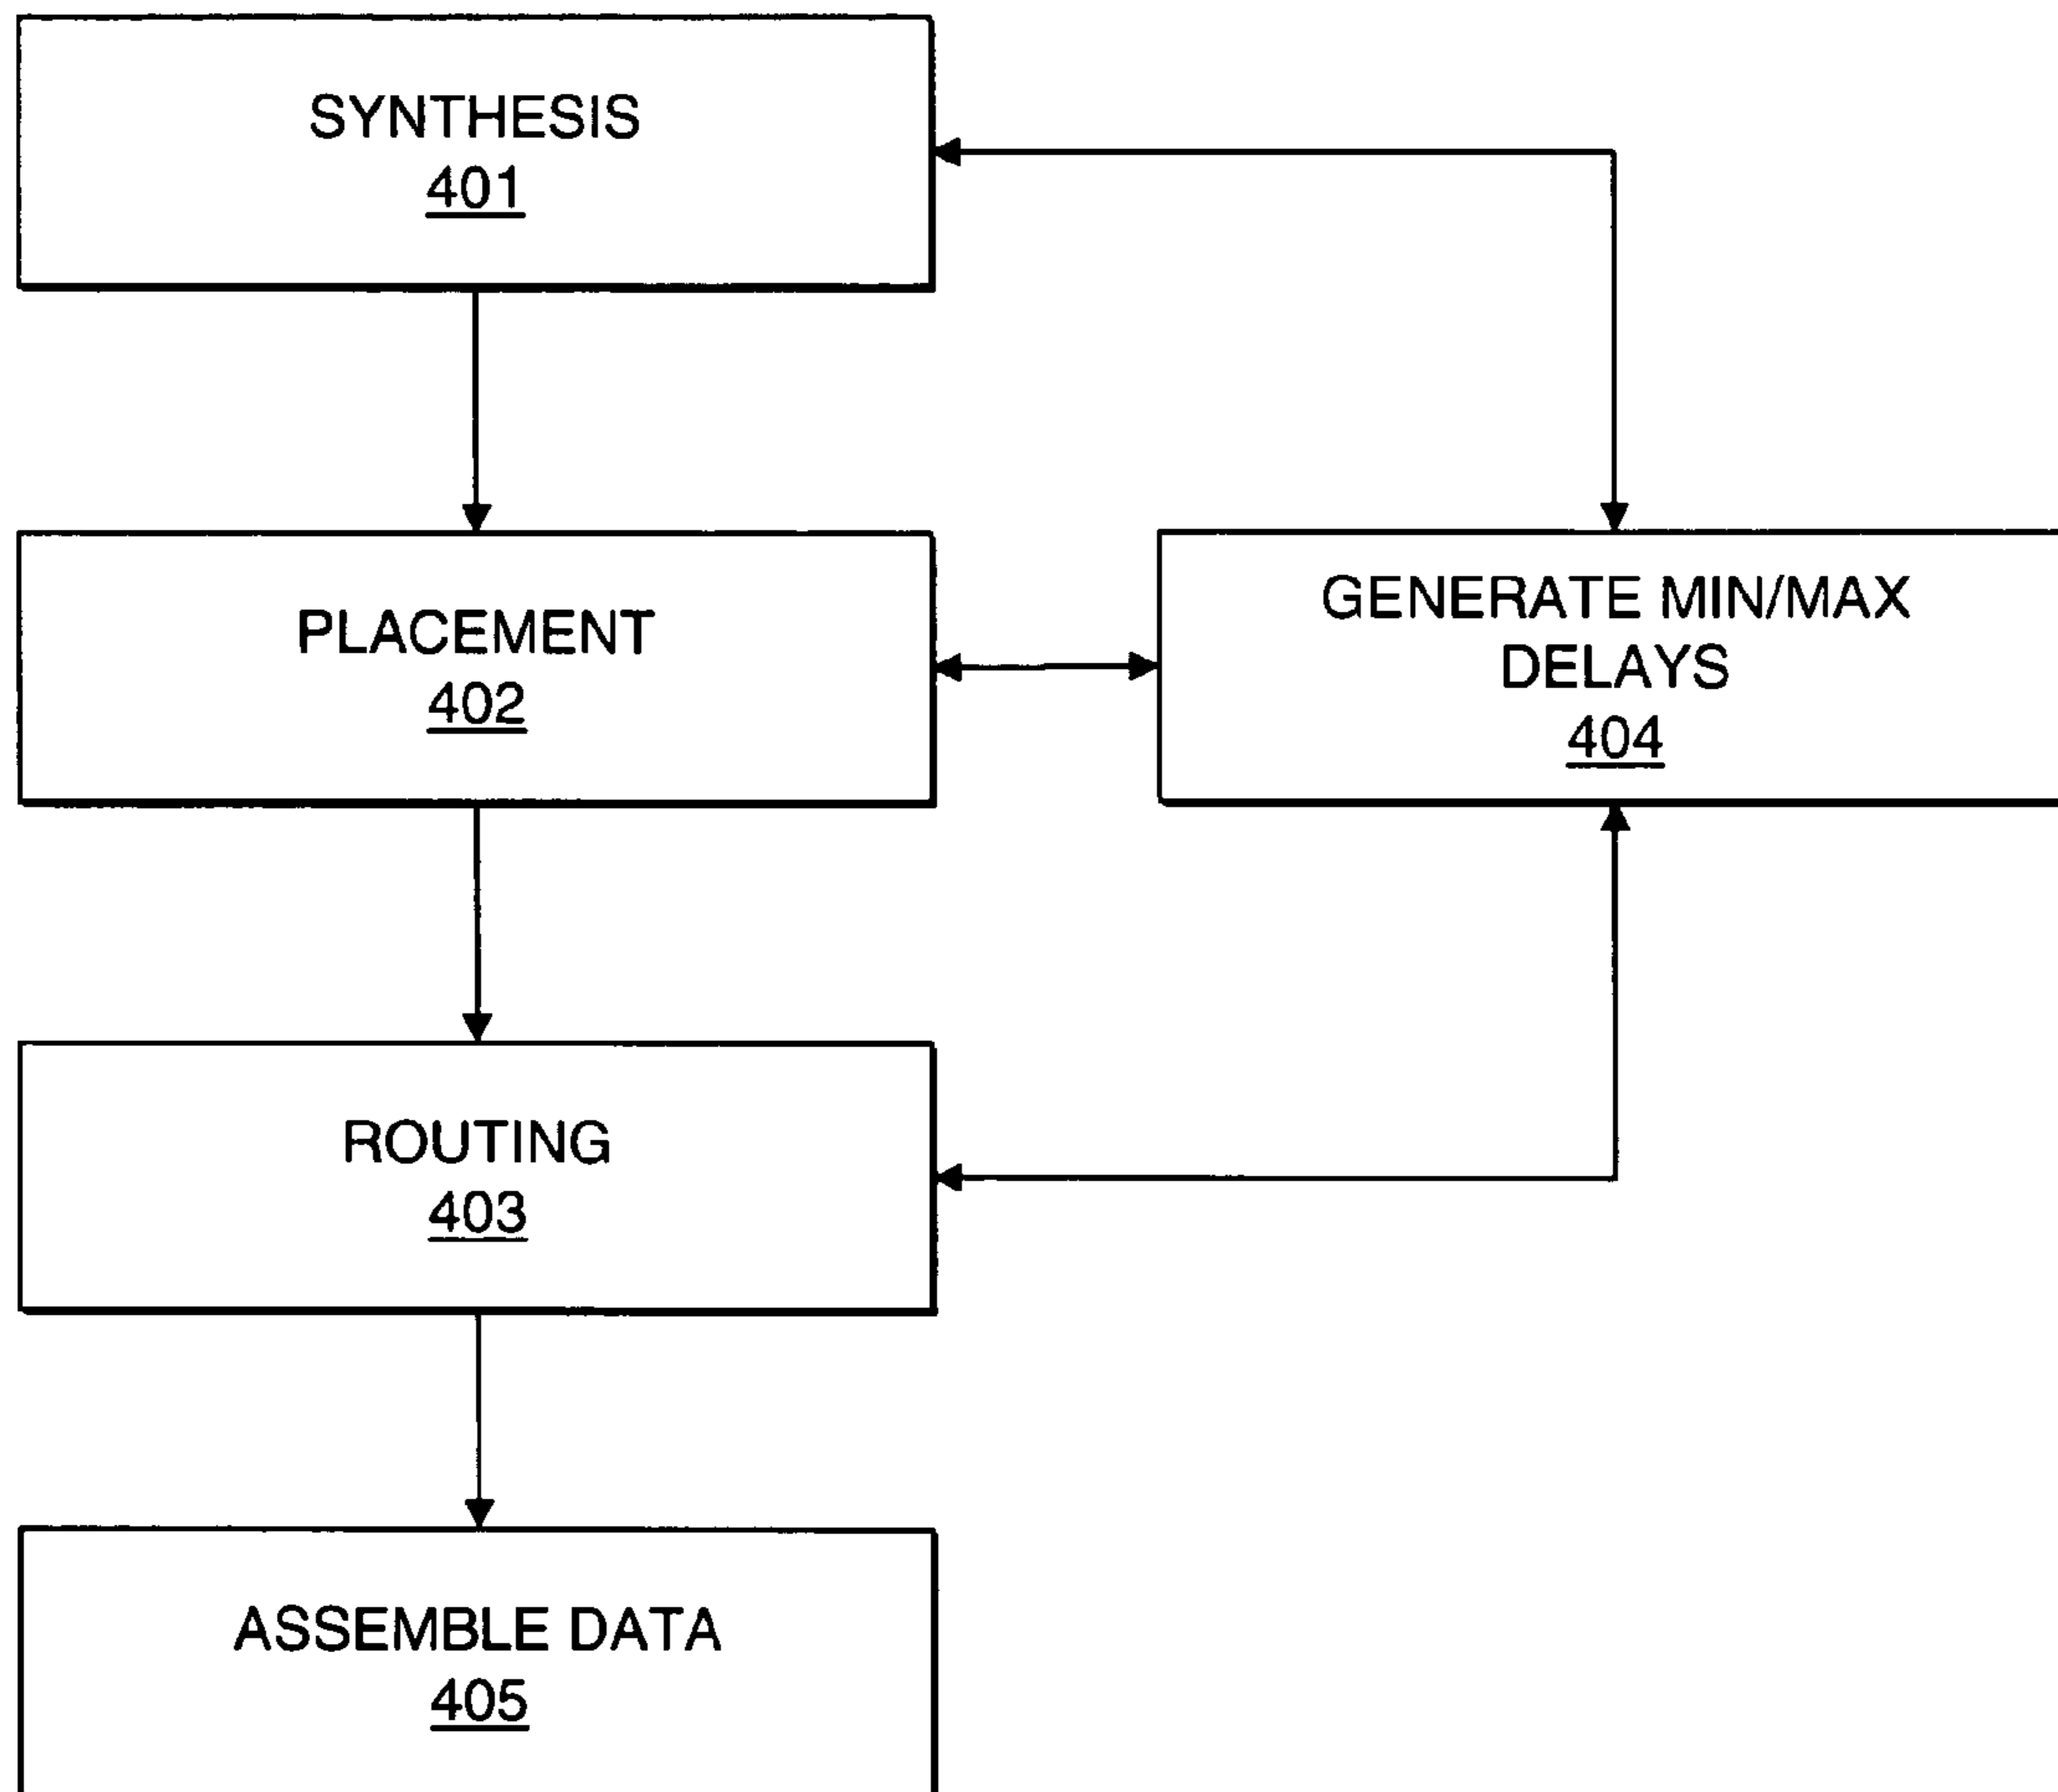 SYNTHESIS
401
PLACEMENT
402
GENERATE MIN/MAX
DELAYS
404
ROUTING
403
ASSEMBLE DATA
405